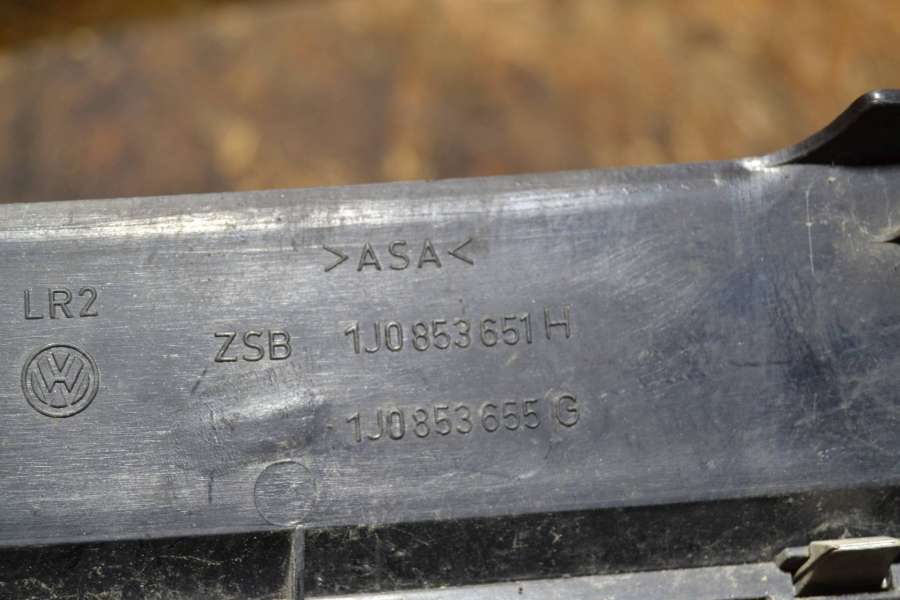 >ASA<
LR2
ZSB 1J0 853 651 H
1J0 853 655 G